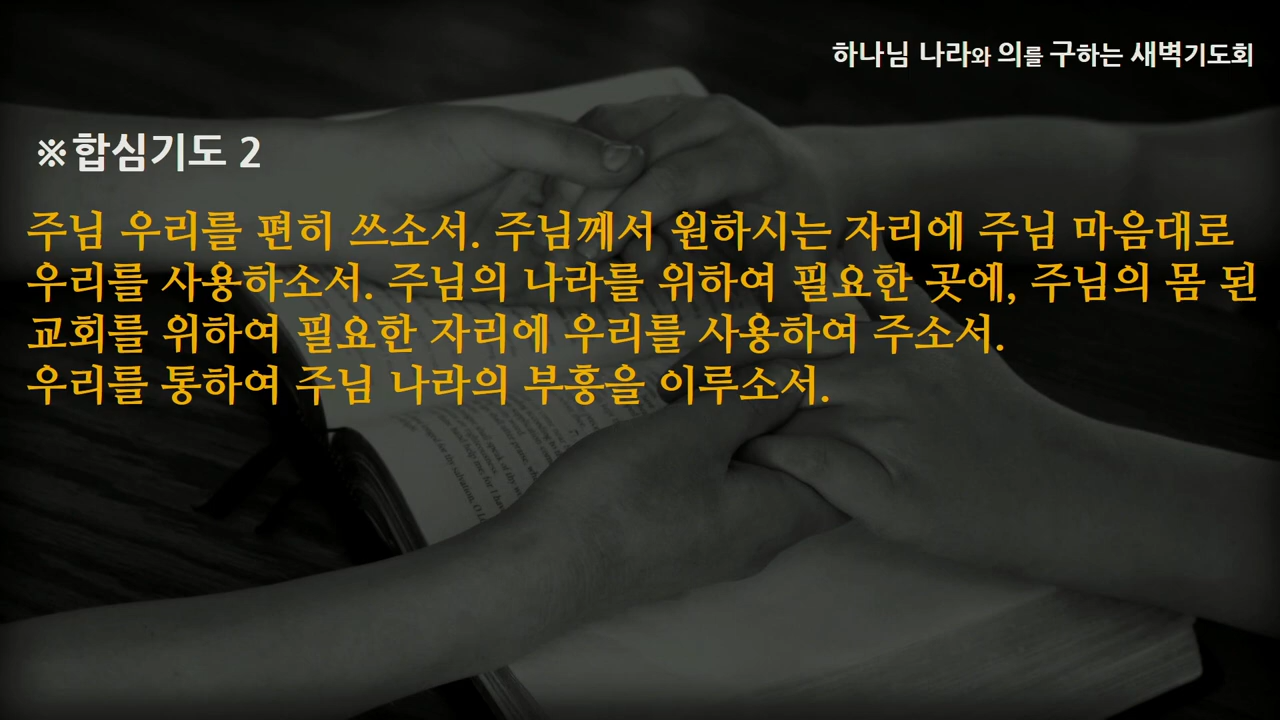 하나님 나라와 의를 구하는 새벽기도회
※합심기도 2
주님 우리를 편히 쓰소서. 주님께서 원하시는 자리에 주님 마음대로
우리를 사용하소서. 주님의 나라를 위하여 필요한 곳에, 주님의 몸 된
교회를 위하여 필요한 자리에 우리를 사용하여 주소서.
우리를 통하여 주님 나라의 부흥을 이루소서.